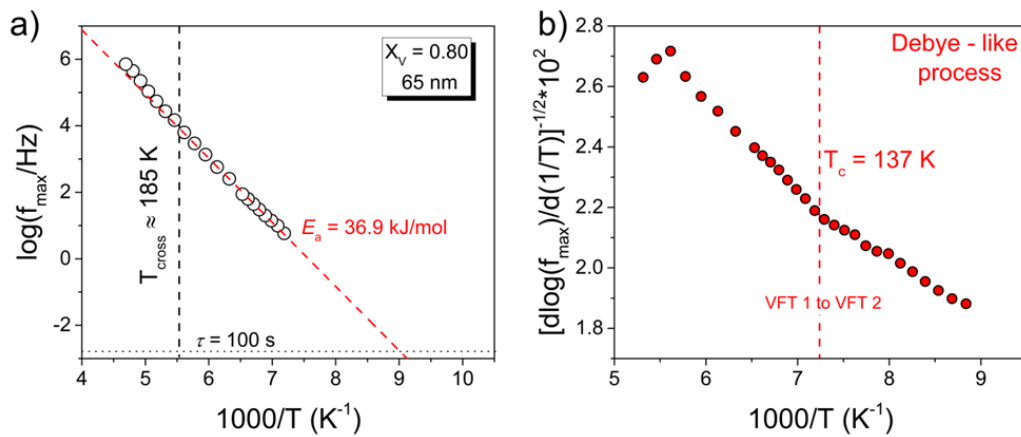 a)
X_V = 0.80
65 nm
T_cross ≈ 185 K
E_a = 36.9 kJ/mol
τ = 100 s
log(f_max/Hz)
6
4
2
0
-2
4 5 6 7 8 9 10
1000/T (K⁻¹)
b)
Debye - like
process
T_c = 137 K
VFT 1 to VFT 2
[dlog(f_max)/d(1/T)]^-1/2*10^2
2.8
2.6
2.4
2.2
2.0
1.8
5 6 7 8 9
1000/T (K⁻¹)